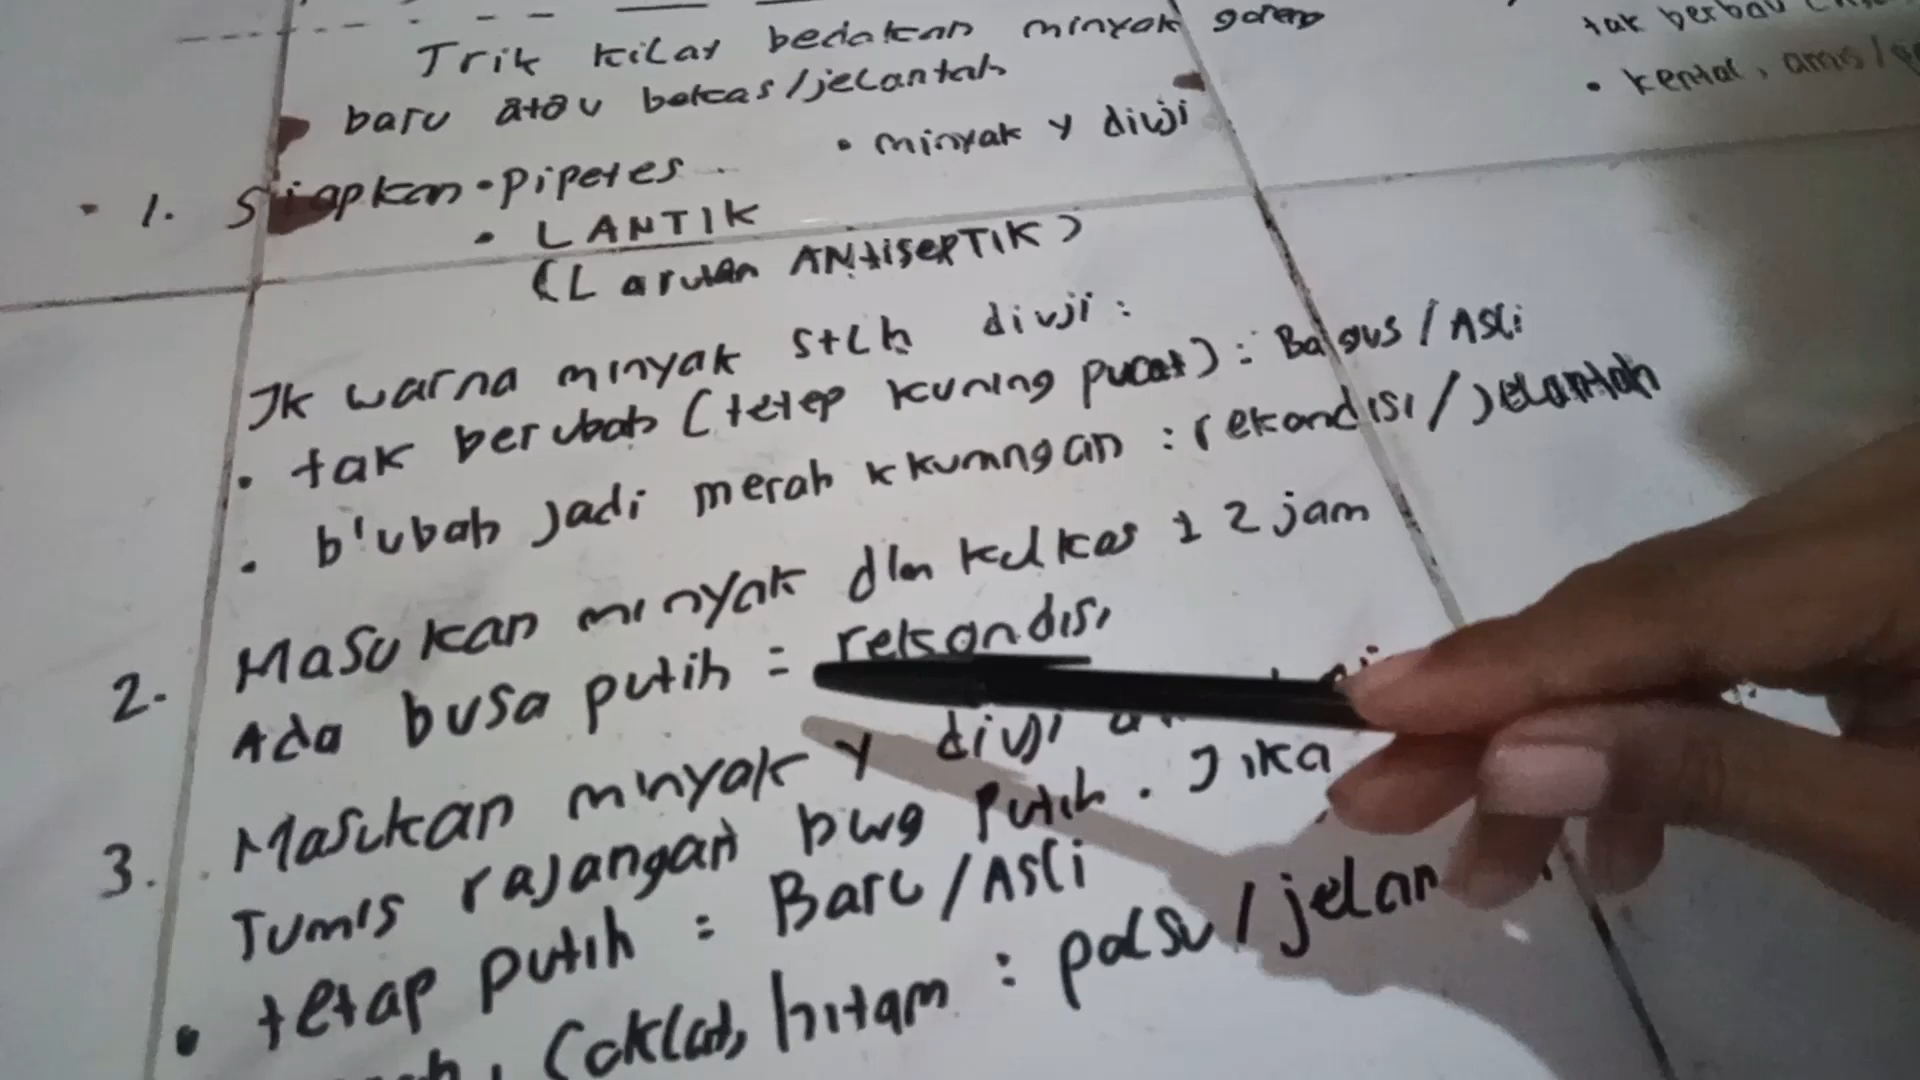 Trik kilat bedakan minyak goreng
baru atau bekas/jelantah
1. Siapkan • pipetes • minyak y diuji
• LANTIK
(Larutan ANtisepTIK)
Jk warna minyak stlh diuji:
• tak berubah (tetep kuning pucat) : Bagus/Asli
• b'ubah jadi merah kkuningan : rekondisi/jelantah
2. Masukan minyak dlm kulkas ± 2 jam
Ada busa putih = rekondisi
3. Masukan minyak y diuji
Tumis rajangan bwg putih. Jika
• tetap putih : Baru/Asli
, Coklat, hitam : palsu/jelan
tak berbau
• kental, amis/